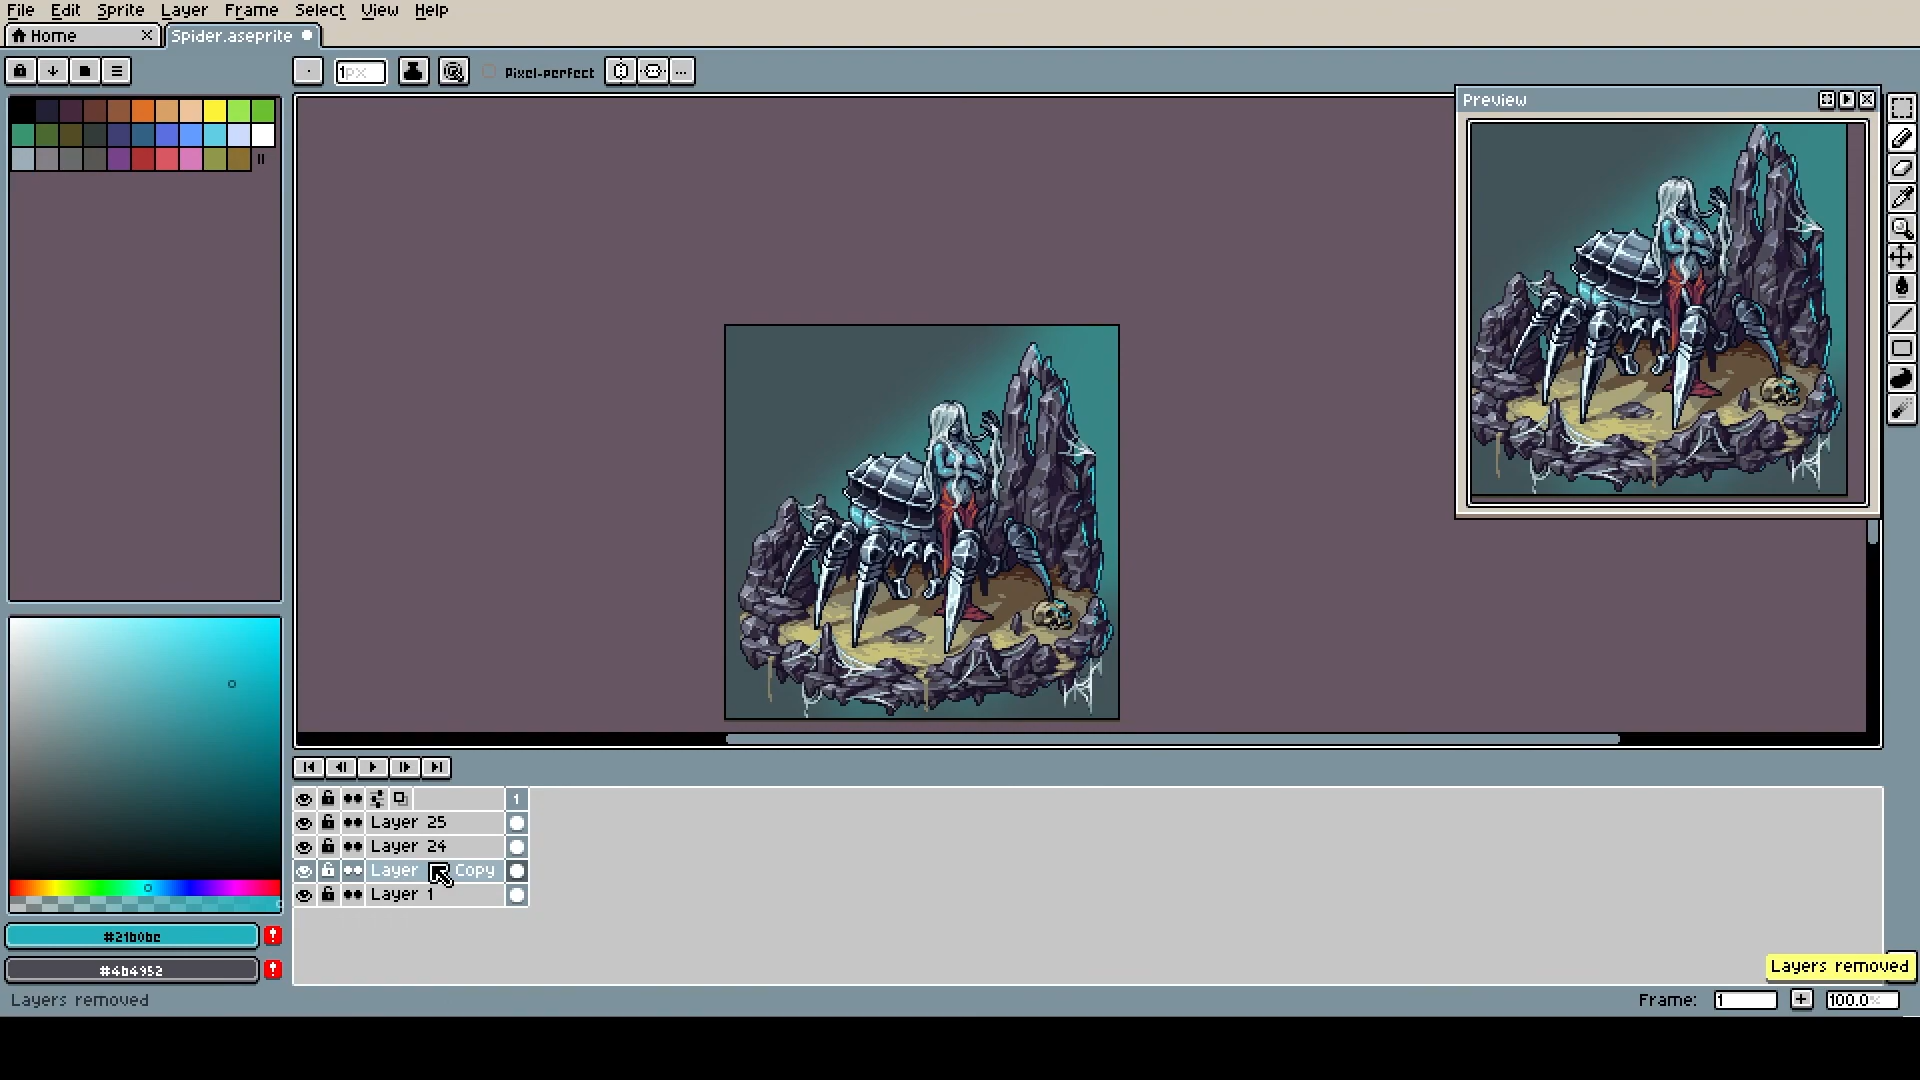 File Edit Sprite Layer Frame Select View Help
Home
Spider.aseprite
1px
Pixel-perfect
Preview
1
Layer 25
Layer 24
Layer Copy
Layer 1
#21b0bc
#4b4952
Layers removed
Layers removed
Frame: 1
100.0%